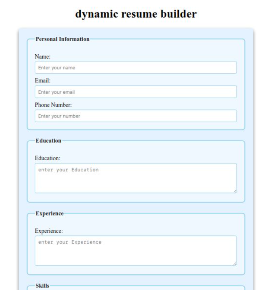 dynamic resume builder
Personal Information
Name:
Enter your name
Email:
Enter your email
Phone Number:
Enter your number
Education
Education:
enter your Education
Experience
Experience:
enter your Experience
Skills